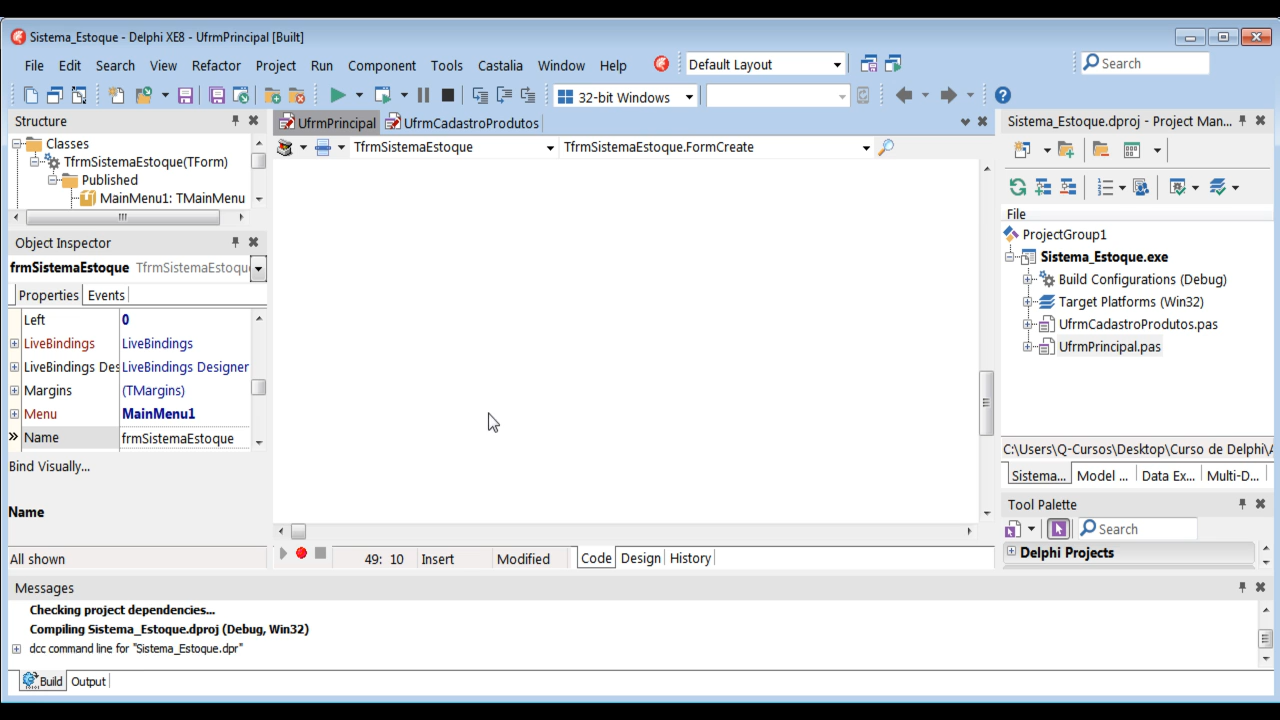 Sistema_Estoque - Delphi XE8 - UfrmPrincipal [Built]
File Edit Search View Refactor Project Run Component Tools Castalia Window Help
Default Layout
Search
32-bit Windows
Structure
Classes
TfrmSistemaEstoque(TForm)
Published
MainMenu1: TMainMenu
Object Inspector
frmSistemaEstoque TfrmSistemaEstoqu
Properties Events
Left 0
LiveBindings LiveBindings
LiveBindings Des LiveBindings Designer
Margins (TMargins)
Menu MainMenu1
Name frmSistemaEstoque
Bind Visually...
Name
All shown
UfrmPrincipal UfrmCadastroProdutos
TfrmSistemaEstoque TfrmSistemaEstoque.FormCreate
49: 10 Insert Modified Code Design History
Sistema_Estoque.dproj - Project Man...
File
ProjectGroup1
Sistema_Estoque.exe
Build Configurations (Debug)
Target Platforms (Win32)
UfrmCadastroProdutos.pas
UfrmPrincipal.pas
C:\Users\Q-Cursos\Desktop\Curso de Delphi\A
Sistema... Model ... Data Ex... Multi-D...
Tool Palette
Search
Delphi Projects
Messages
Checking project dependencies...
Compiling Sistema_Estoque.dproj (Debug, Win32)
dcc command line for "Sistema_Estoque.dpr"
Build Output